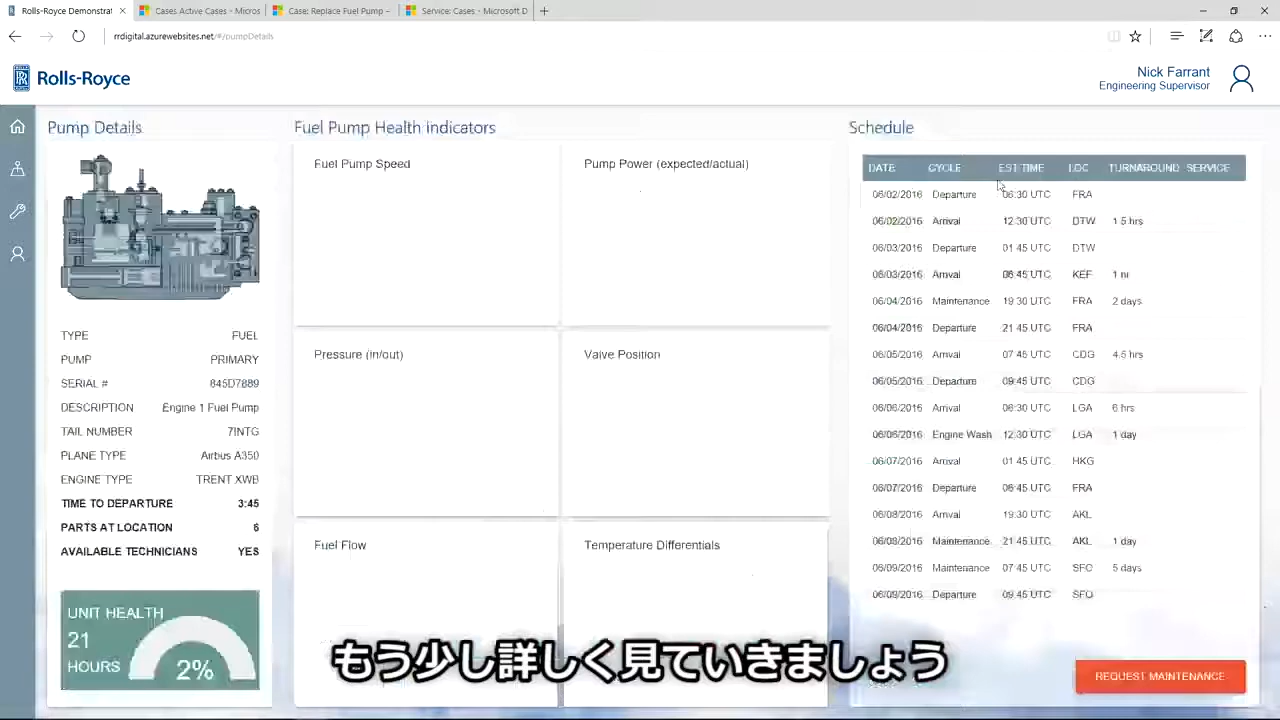 Rolls-Royce Demonstrat
Cases Active Cases - Micros
Case: Replace Fuel Pump –
Service: Cases: - Microsoft D
rrdigital.azurewebsites.net/#/pumpDetails
Rolls-Royce
Nick Farrant
Engineering Supervisor
Pump Details
TYPE FUEL
PUMP PRIMARY
SERIAL # 845D7889
DESCRIPTION Engine 1 Fuel Pump
TAIL NUMBER 7INTG
PLANE TYPE Airbus A350
ENGINE TYPE TRENT XWB
TIME TO DEPARTURE 3:45
PARTS AT LOCATION 6
AVAILABLE TECHNICIANS YES
UNIT HEALTH
21
HOURS
2%
Fuel Pump Health Indicators
Fuel Pump Speed
Pump Power (expected/actual)
Pressure (in/out)
Valve Position
Fuel Flow
Temperature Differentials
Schedule
DATE CYCLE EST TIME LOC TURNAROUND SERVICE
06/02/2016 Departure 06:30 UTC FRA
06/02/2016 Arrival 12:30 UTC DTW 1.5 hrs
06/03/2016 Departure 01:45 UTC DTW
06/03/2016 Arrival 06:45 UTC KEF 1 hr
06/04/2016 Maintenance 19:30 UTC FRA 2 days
06/04/2016 Departure 21:45 UTC FRA
06/05/2016 Arrival 07:45 UTC CDG 4.5 hrs
06/05/2016 Departure 09:45 UTC CDG
06/06/2016 Arrival 06:30 UTC LGA 6 hrs
06/06/2016 Engine Wash 12:30 UTC LGA 1 day
06/07/2016 Arrival 01:45 UTC HKG
06/07/2016 Departure 06:45 UTC FRA
06/08/2016 Arrival 19:30 UTC AKL
06/08/2016 Maintenance 21:45 UTC AKL 1 day
06/09/2016 Maintenance 07:45 UTC SFO 5 days
06/09/2016 Departure 09:45 UTC SFO
REQUEST MAINTENANCE
もう少し詳しく見ていきましょう